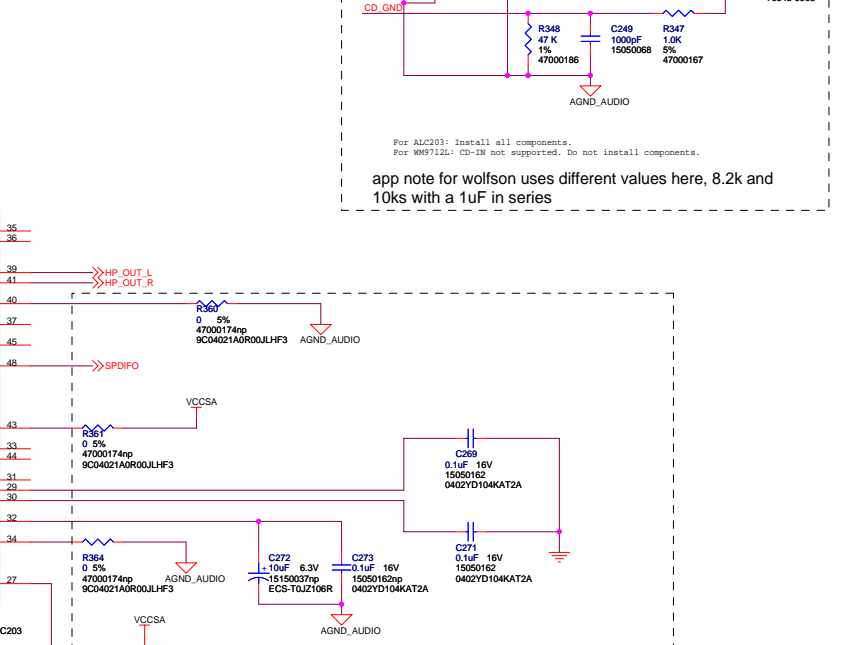 CD_GND
R348
47 K
1%
47000186
C249
1000pF
15050068
R347
1.0K
5%
47000167
AGND_AUDIO
For ALC203: Install all components.
For WM9712L: CD-IN not supported. Do not install components.
app note for wolfson uses different values here, 8.2k and
10ks with a 1uF in series
35
36
39
HP_OUT_L
41
HP_OUT_R
40
R360
0 5%
47000174np
9C04021A0R00JLHF3
AGND_AUDIO
37
45
48
SPDIFO
VCCSA
43
R361
0 5%
47000174np
9C04021A0R00JLHF3
33
44
31
29
30
C269
0.1uF 16V
15050162
0402YD104KAT2A
32
34
R364
0 5%
47000174np
9C04021A0R00JLHF3
AGND_AUDIO
C272
+ 10uF 6.3V
15150037np
ECS-T0JZ106R
C273
0.1uF 16V
15050162np
0402YD104KAT2A
C271
0.1uF 16V
15050162
0402YD104KAT2A
27
VCCSA
AGND_AUDIO
C203